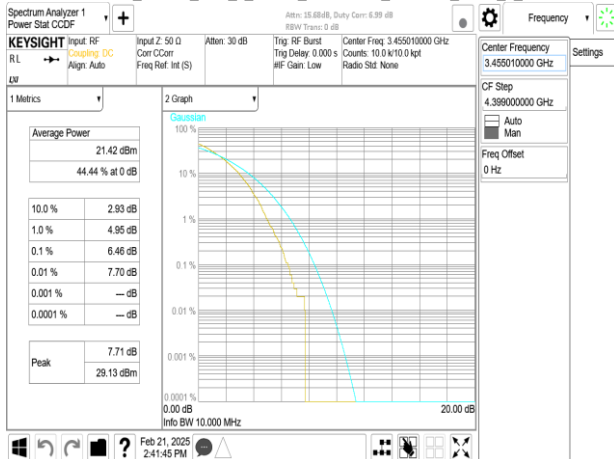 Spectrum Analyzer 1
Power Stat CCDF
+
Attn: 15.68dB, Duty Corr: 6.99 dB
RBW Trans: 0 dB
Frequency
KEYSIGHT
RL
LXI
Input: RF
Coupling: DC
Align: Auto
Input Z: 50 Ω
Corr CCorr
Freq Ref: Int (S)
Atten: 30 dB
Trig: RF Burst
Trig Delay: 0.000 s
#IF Gain: Low
Center Freq: 3.455010000 GHz
Counts: 10.0 k/10.0 kpt
Radio Std: None
Center Frequency
3.455010000 GHz
Settings
CF Step
4.399000000 GHz
Auto
Man
Freq Offset
0 Hz
1 Metrics
Average Power
21.42 dBm
44.44 % at 0 dB
10.0 % 2.93 dB
1.0 % 4.95 dB
0.1 % 6.46 dB
0.01 % 7.70 dB
0.001 % --- dB
0.0001 % --- dB
Peak
7.71 dB
29.13 dBm
2 Graph
Gaussian
100 %
10 %
1 %
0.1 %
0.01 %
0.001 %
0.0001 %
0.00 dB 20.00 dB
Info BW 10.000 MHz
?
Feb 21, 2025
2:41:45 PM